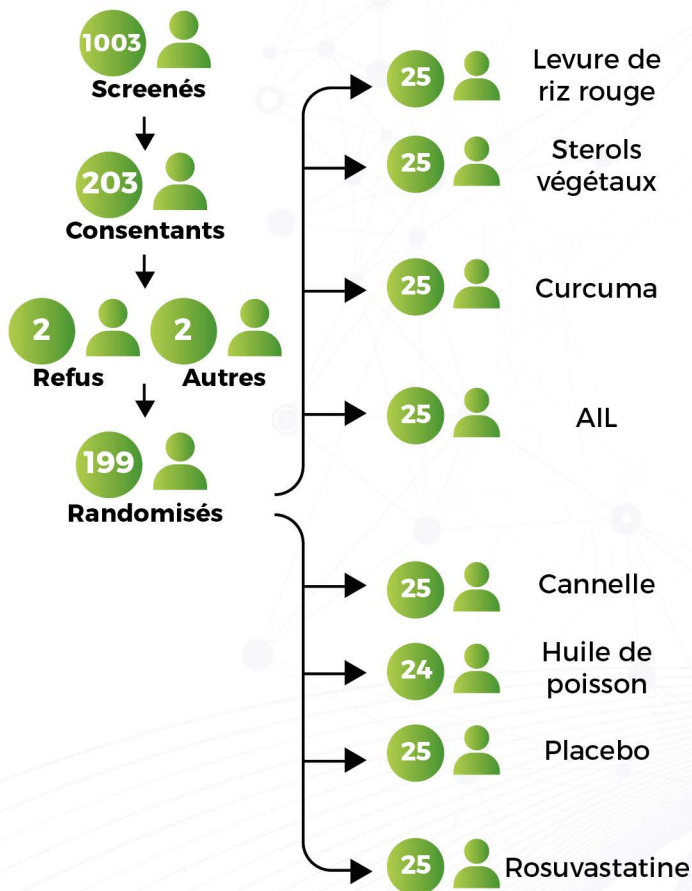 1003
Screenés
203
Consentants
2
Refus
2
Autres
199
Randomisés
25
Levure de
riz rouge
25
Sterols
végétaux
25
Curcuma
25
AIL
25
Cannelle
24
Huile de
poisson
25
Placebo
25
Rosuvastatine